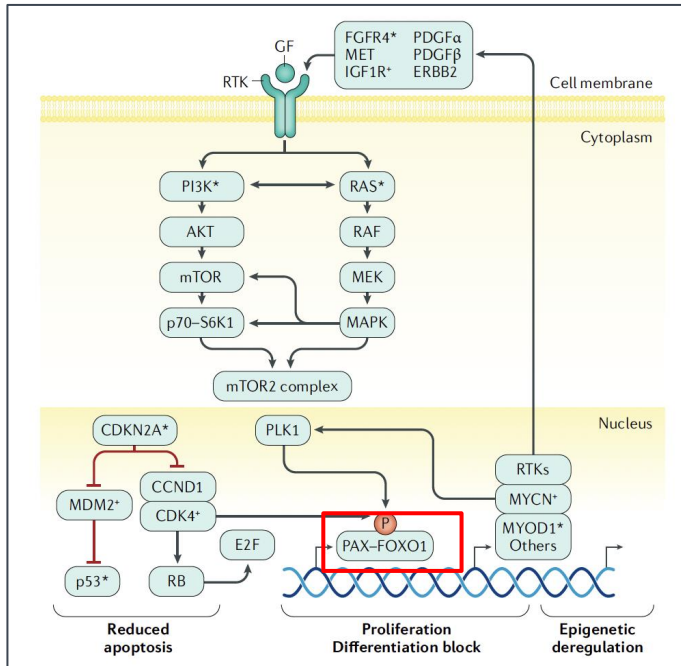 GF
RTK
FGFR4* PDGFα
MET PDGFβ
IGF1R⁺ ERBB2
Cell membrane
Cytoplasm
PI3K* RAS*
AKT RAF
mTOR MEK
p70–S6K1 MAPK
mTOR2 complex
Nucleus
CDKN2A*
PLK1
RTKs
MYCN⁺
MYOD1*
Others
MDM2⁺
CCND1
CDK4⁺
P
PAX–FOXO1
E2F
p53*
RB
Reduced
apoptosis
Proliferation
Differentiation block
Epigenetic
deregulation